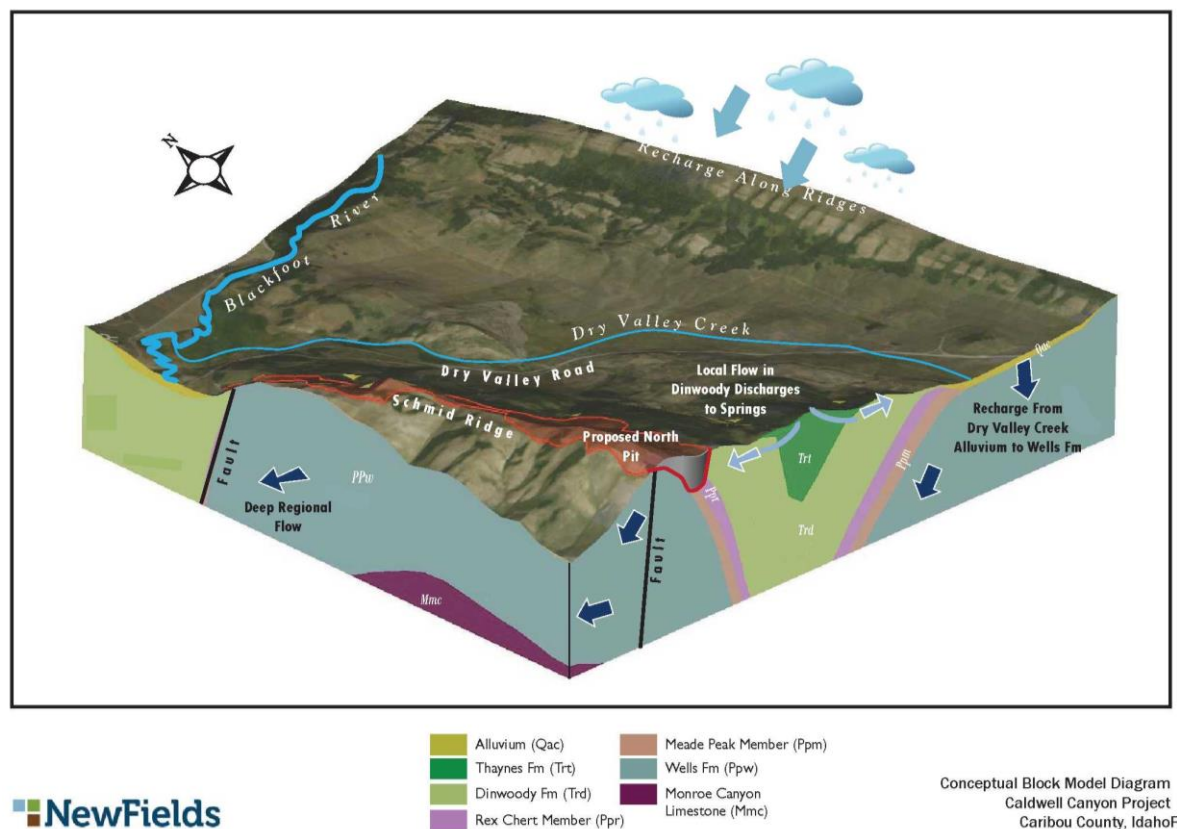 N
Recharge Along Ridges
River
Blackfoot
Dry Valley Creek
Dry Valley Road
Schmid Ridge
Local Flow in
Dinwoody Discharges
to Springs
Proposed North
Pit
Qac
Recharge From
Dry Valley Creek
Alluvium to Wells Fm
Trt
Ppm
Ppr
Trd
Fault
PPw
Deep Regional
Flow
Fault
Mmc
Alluvium (Qac)
Thaynes Fm (Trt)
Dinwoody Fm (Trd)
Rex Chert Member (Ppr)
Meade Peak Member (Ppm)
Wells Fm (Ppw)
Monroe Canyon
Limestone (Mmc)
NewFields
Conceptual Block Model Diagram
Caldwell Canyon Project
Caribou County, IdahoF